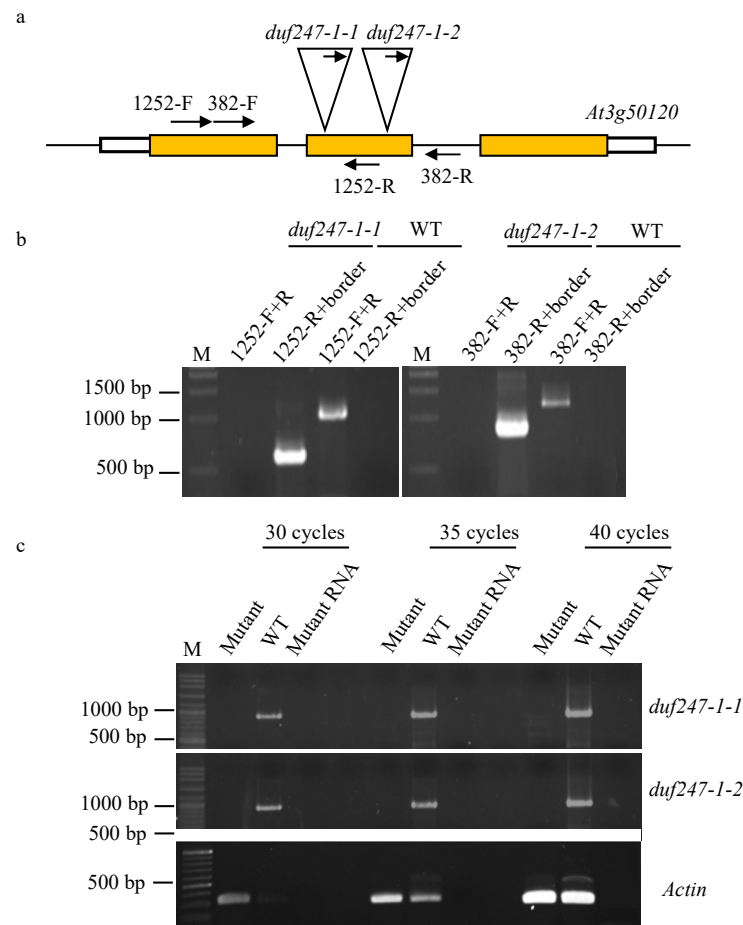 a
duf247-1-1 duf247-1-2
1252-F 382-F
At3g50120
1252-R
382-R
b
duf247-1-1 WT duf247-1-2 WT
M 1252-F+R 1252-R+border 1252-F+R 1252-R+border M 382-F+R 382-R+border 382-F+R 382-R+border
1500 bp
1000 bp
500 bp
c
30 cycles 35 cycles 40 cycles
M Mutant WT Mutant RNA Mutant WT Mutant RNA Mutant WT Mutant RNA
1000 bp
duf247-1-1
500 bp
duf247-1-2
1000 bp
500 bp
500 bp
Actin